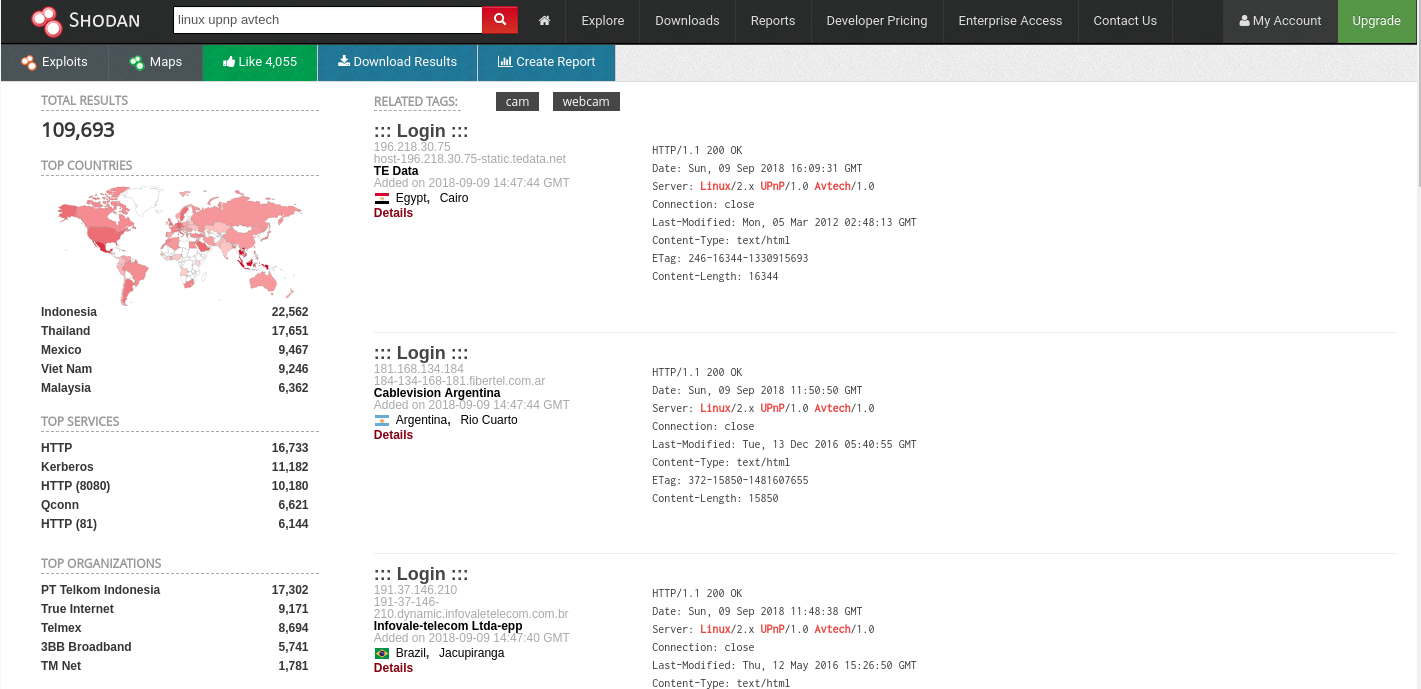 SHODAN
linux upnp avtech
Explore
Downloads
Reports
Developer Pricing
Enterprise Access
Contact Us
My Account
Upgrade
Exploits
Maps
Like 4,055
Download Results
Create Report
TOTAL RESULTS
109,693
TOP COUNTRIES
Indonesia 22,562
Thailand 17,651
Mexico 9,467
Viet Nam 9,246
Malaysia 6,362
TOP SERVICES
HTTP 16,733
Kerberos 11,182
HTTP (8080) 10,180
Qconn 6,621
HTTP (81) 6,144
TOP ORGANIZATIONS
PT Telkom Indonesia 17,302
True Internet 9,171
Telmex 8,694
3BB Broadband 5,741
TM Net 1,781
RELATED TAGS: cam webcam
::: Login :::
196.218.30.75
host-196.218.30.75-static.tedata.net
TE Data
Added on 2018-09-09 14:47:44 GMT
Egypt, Cairo
Details
HTTP/1.1 200 OK
Date: Sun, 09 Sep 2018 16:09:31 GMT
Server: Linux/2.x UPnP/1.0 Avtech/1.0
Connection: close
Last-Modified: Mon, 05 Mar 2012 02:48:13 GMT
Content-Type: text/html
ETag: 246-16344-1330915693
Content-Length: 16344
::: Login :::
181.168.134.184
184-134-168-181.fibertel.com.ar
Cablevision Argentina
Added on 2018-09-09 14:47:44 GMT
Argentina, Rio Cuarto
Details
HTTP/1.1 200 OK
Date: Sun, 09 Sep 2018 11:50:50 GMT
Server: Linux/2.x UPnP/1.0 Avtech/1.0
Connection: close
Last-Modified: Tue, 13 Dec 2016 05:40:55 GMT
Content-Type: text/html
ETag: 372-15850-1481607655
Content-Length: 15850
::: Login :::
191.37.146.210
191-37-146-
210.dynamic.infovaletelecom.com.br
Infovale-telecom Ltda-epp
Added on 2018-09-09 14:47:40 GMT
Brazil, Jacupiranga
Details
HTTP/1.1 200 OK
Date: Sun, 09 Sep 2018 11:48:38 GMT
Server: Linux/2.x UPnP/1.0 Avtech/1.0
Connection: close
Last-Modified: Thu, 12 May 2016 15:26:50 GMT
Content-Type: text/html